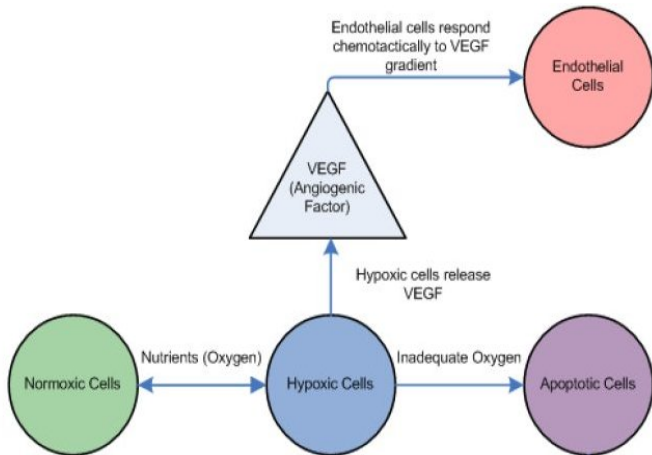 Endothelial cells respond
chemotactically to VEGF
gradient
Endothelial
Cells
VEGF
(Angiogenic
Factor)
Hypoxic cells release
VEGF
Normoxic Cells
Nutrients (Oxygen)
Hypoxic Cells
Inadequate Oxygen
Apoptotic Cells